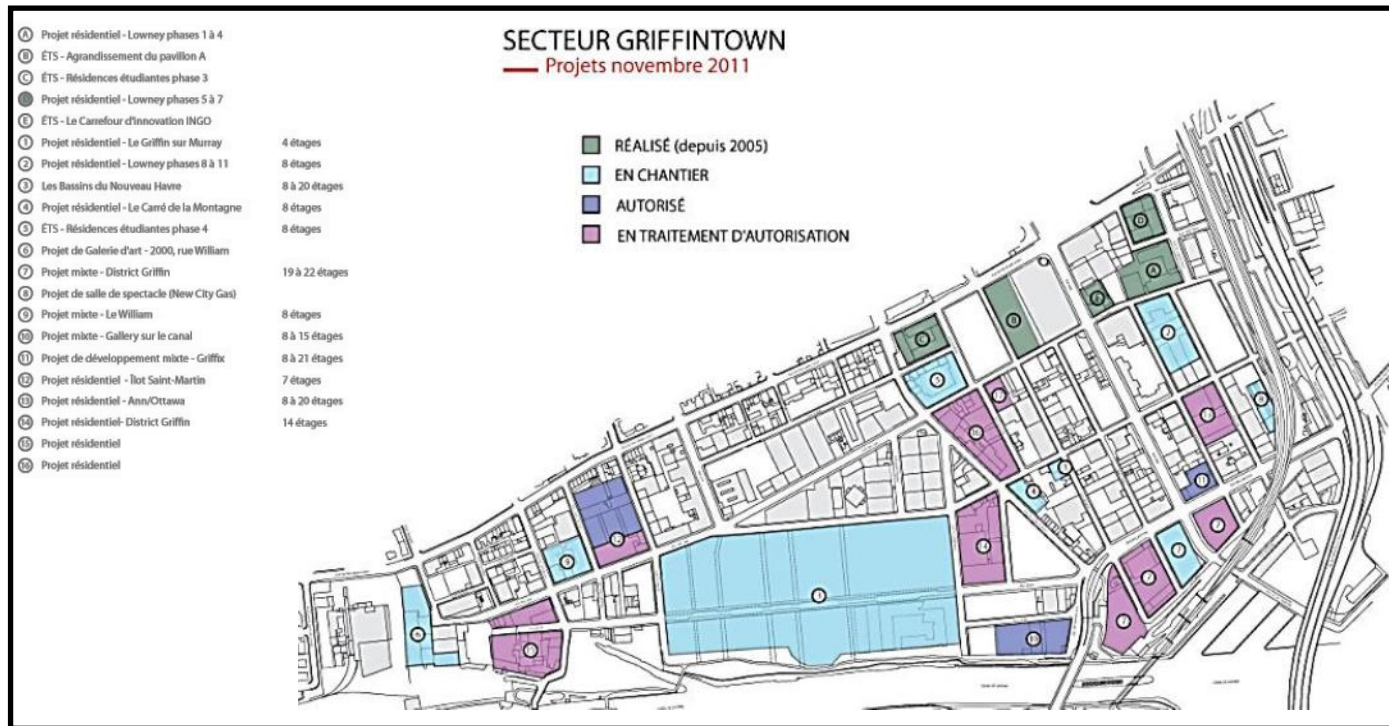 A Projet résidentiel - Lowney phases 1 à 4
B ÉTS - Agrandissement du pavillon A
C ÉTS - Résidences étudiantes phase 3
Projet résidentiel - Lowney phases 5 à 7
E ÉTS - Le Carrefour d'innovation INGO
1 Projet résidentiel - Le Griffin sur Murray 4 étages
2 Projet résidentiel - Lowney phases 8 à 11 8 étages
3 Les Bassins du Nouveau Havre 8 à 20 étages
4 Projet résidentiel - Le Carré de la Montagne 8 étages
5 ÉTS - Résidences étudiantes phase 4 8 étages
6 Projet de Galerie d'art - 2000, rue William
7 Projet mixte - District Griffin 19 à 22 étages
8 Projet de salle de spectacle (New City Gas)
9 Projet mixte - Le William 8 étages
10 Projet mixte - Gallery sur le canal 8 à 15 étages
11 Projet de développement mixte - Griffix 8 à 21 étages
12 Projet résidentiel - Îlot Saint-Martin 7 étages
13 Projet résidentiel - Ann/Ottawa 8 à 20 étages
14 Projet résidentiel- District Griffin 14 étages
15 Projet résidentiel
16 Projet résidentiel
SECTEUR GRIFFINTOWN
Projets novembre 2011
RÉALISÉ (depuis 2005)
EN CHANTIER
AUTORISÉ
EN TRAITEMENT D'AUTORISATION